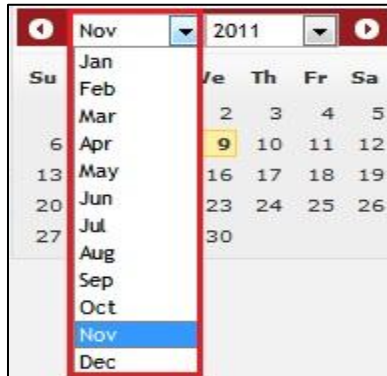 Nov 2011
Jan
Feb
Mar
Apr
May
Jun
Jul
Aug
Sep
Oct
Nov
Dec
Su Th Fr Sa
2 3 4 5
6 9 10 11 12
13 16 17 18 19
20 23 24 25 26
27 30